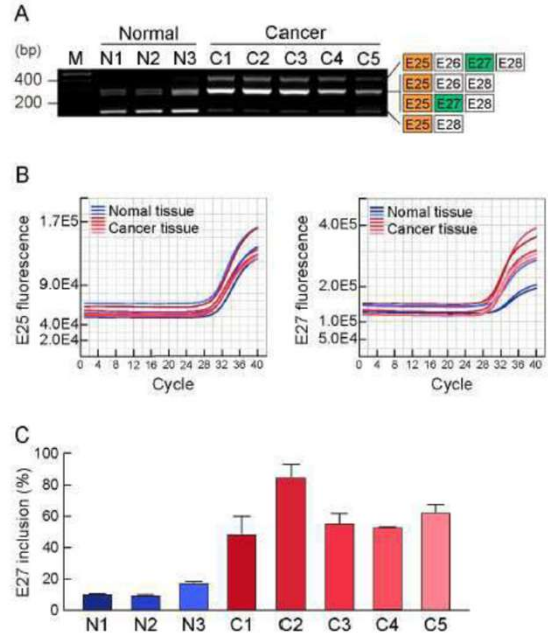 A
Normal
Cancer
(bp)
M N1 N2 N3 C1 C2 C3 C4 C5
400
200
E25 E26 E27 E28
E25 E26 E28
E25 E27 E28
E25 E28
B
E25 fluorescence
1.7E5
9.0E4
4.0E4
2.0E4
Nomal tissue
Cancer tissue
0 4 8 12 16 20 24 28 32 36 40
Cycle
E27 fluorescence
4.0E5
2.0E5
1.0E5
5.0E4
Nomal tissue
Cancer tissue
0 4 8 12 16 20 24 28 32 36 40
Cycle
C
E27 inclusion (%)
100
80
60
40
20
0
N1 N2 N3 C1 C2 C3 C4 C5